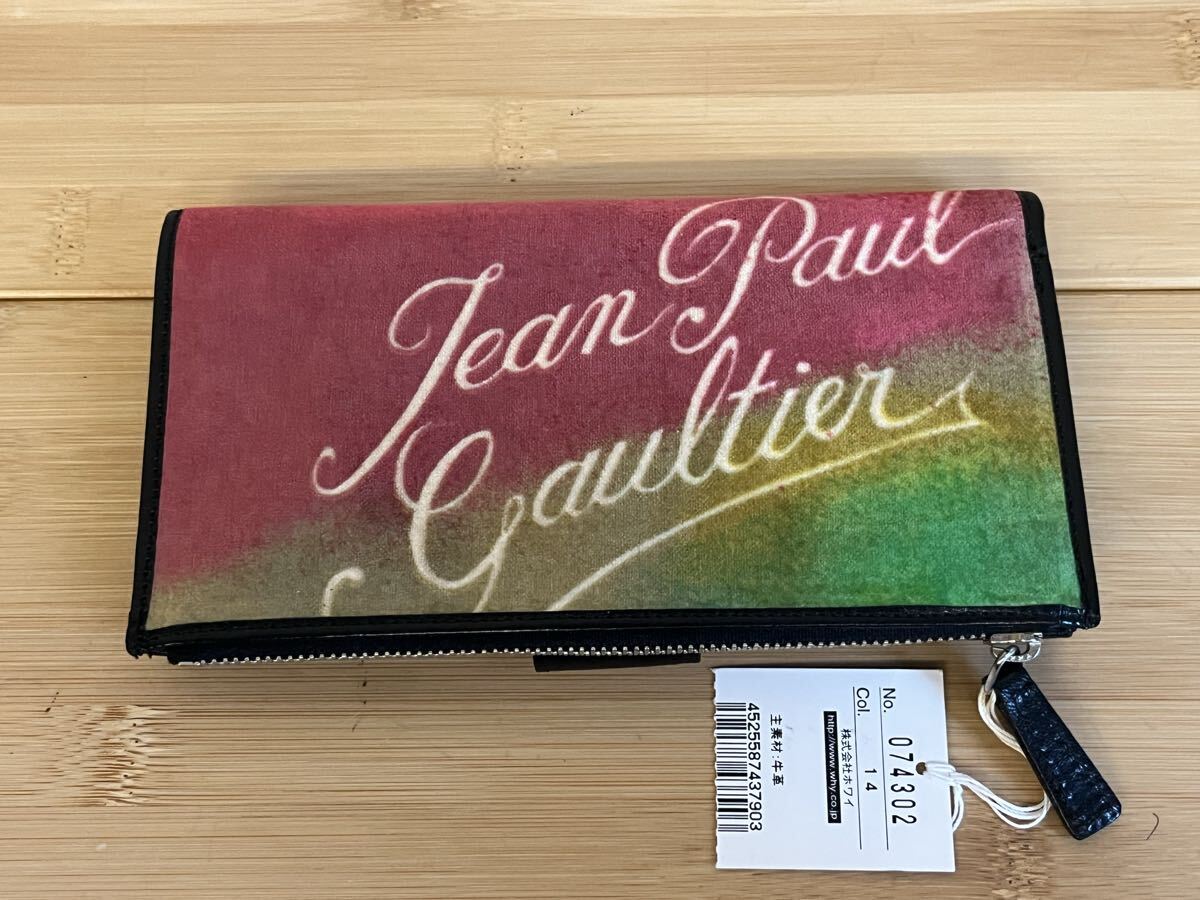 Jean Paul
Gaultier
No. 074302
Col. 14
株式会社ホワイ
http://www.why.co.jp
主素材:牛革
4525587437903